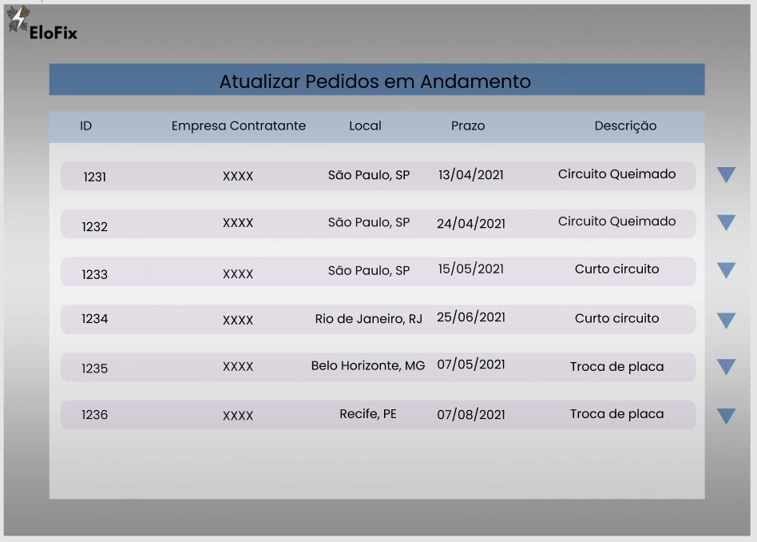 EloFix
Atualizar Pedidos em Andamento
ID Empresa Contratante Local Prazo Descrição
1231 XXXX São Paulo, SP 13/04/2021 Circuito Queimado
1232 XXXX São Paulo, SP 24/04/2021 Circuito Queimado
1233 XXXX São Paulo, SP 15/05/2021 Curto circuito
1234 XXXX Rio de Janeiro, RJ 25/06/2021 Curto circuito
1235 XXXX Belo Horizonte, MG 07/05/2021 Troca de placa
1236 XXXX Recife, PE 07/08/2021 Troca de placa